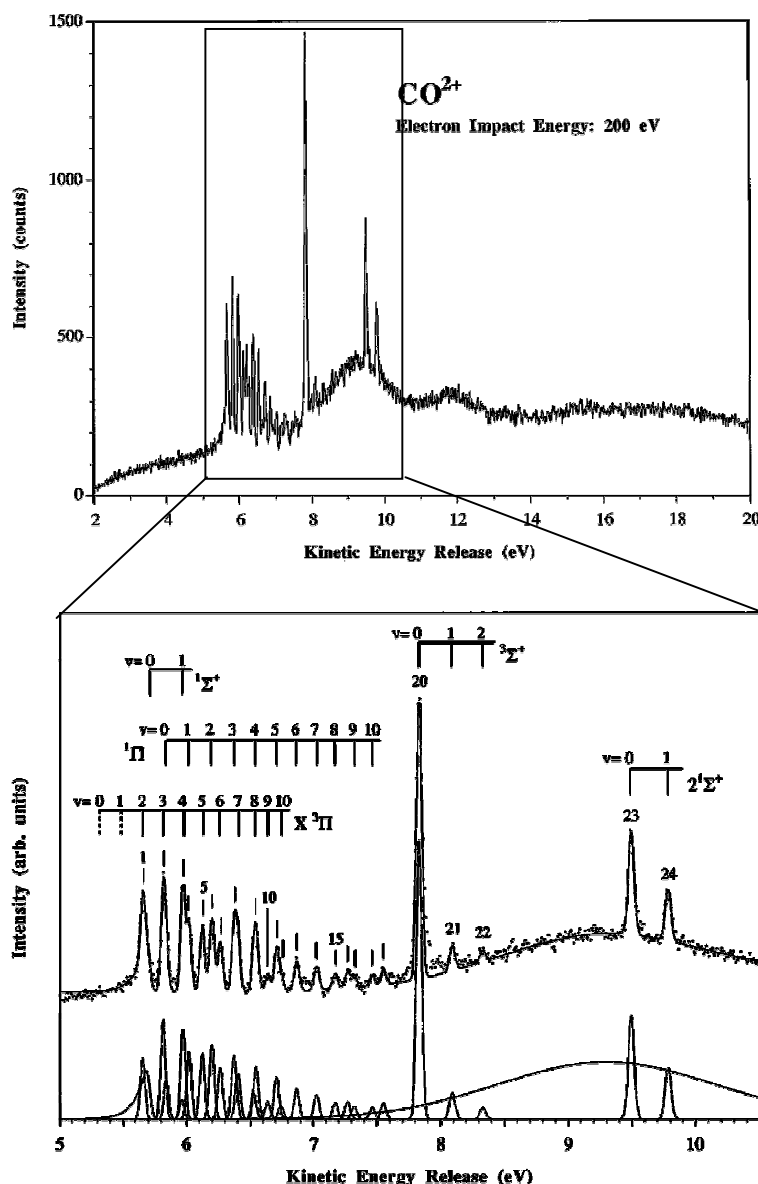 1500
1000
500
0
Intensity (counts)
CO²⁺
Electron Impact Energy: 200 eV
2 4 6 8 10 12 14 16 18 20
Kinetic Energy Release (eV)
v= 0 1 2
³Σ⁺
20
v= 0 1
¹Σ⁺
v= 0 1 2 3 4 5 6 7 8 9 10
¹Π
v= 0 1
2¹Σ⁺
v= 0 1 2 3 4 5 6 7 8 9 10
X ³Π
23
5
10
24
15
21
22
Intensity (arb. units)
5 6 7 8 9 10
Kinetic Energy Release (eV)